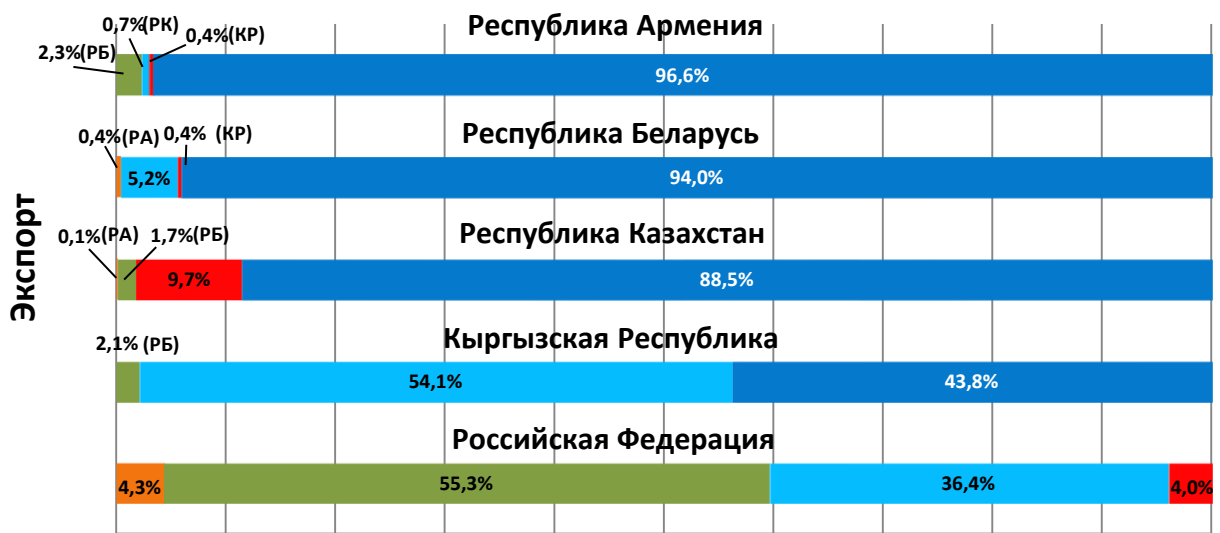 Экспорт
Республика Армения
2,3%(РБ) 0,7%(РК) 0,4%(КР)
96,6%
Республика Беларусь
0,4%(РА) 0,4% (КР)
5,2% 94,0%
Республика Казахстан
0,1%(РА) 1,7%(РБ)
9,7% 88,5%
Кыргызская Республика
2,1% (РБ)
54,1% 43,8%
Российская Федерация
4,3% 55,3% 36,4% 4,0%